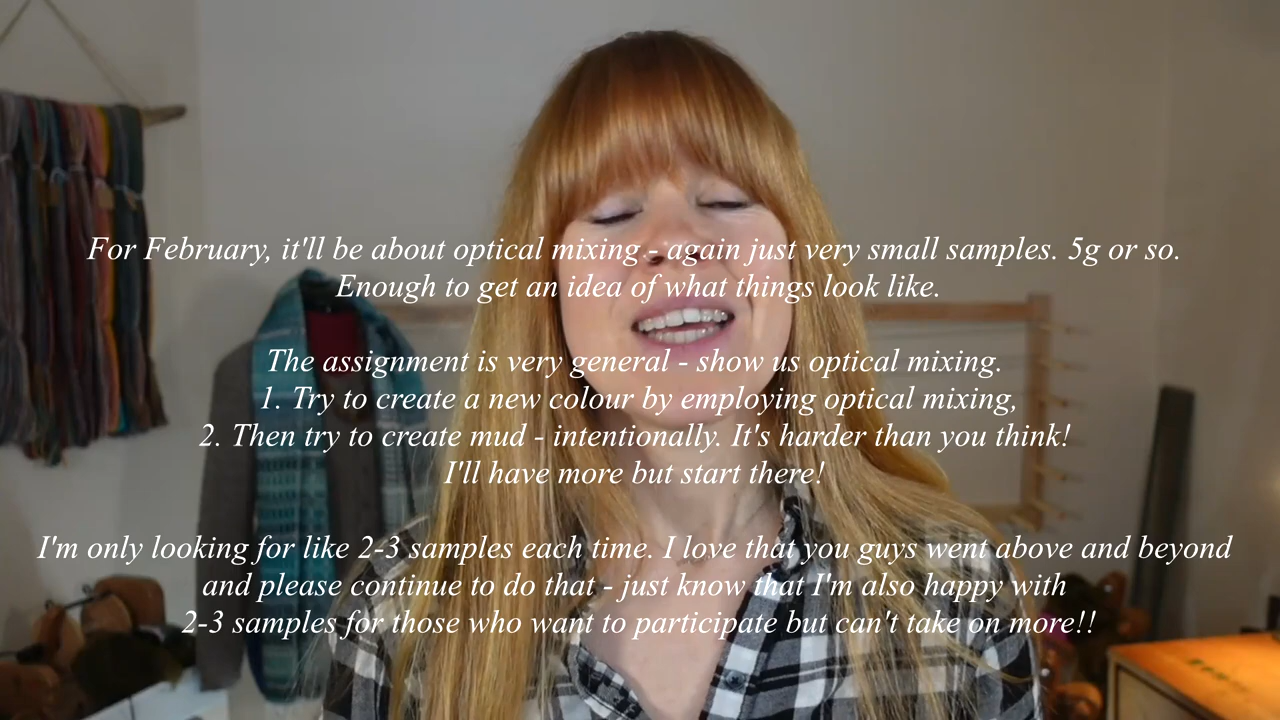 For February, it'll be about optical mixing - again just very small samples. 5g or so.
Enough to get an idea of what things look like.
The assignment is very general - show us optical mixing.
1. Try to create a new colour by employing optical mixing,
2. Then try to create mud - intentionally. It's harder than you think!
I'll have more but start there!
I'm only looking for like 2-3 samples each time. I love that you guys went above and beyond
and please continue to do that - just know that I'm also happy with
2-3 samples for those who want to participate but can't take on more!!